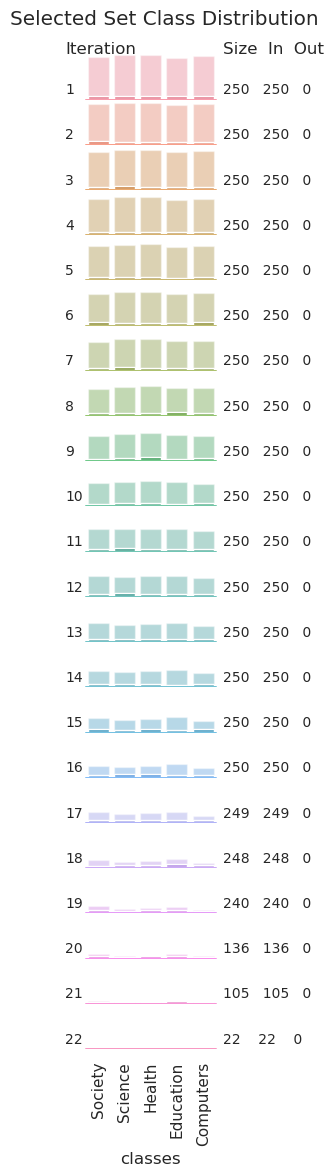 Selected Set Class Distribution
Iteration Size In Out
1 250 250 0
2 250 250 0
3 250 250 0
4 250 250 0
5 250 250 0
6 250 250 0
7 250 250 0
8 250 250 0
9 250 250 0
10 250 250 0
11 250 250 0
12 250 250 0
13 250 250 0
14 250 250 0
15 250 250 0
16 250 250 0
17 249 249 0
18 248 248 0
19 240 240 0
20 136 136 0
21 105 105 0
22 22 22 0
Society
Science
Health
Education
Computers
classes